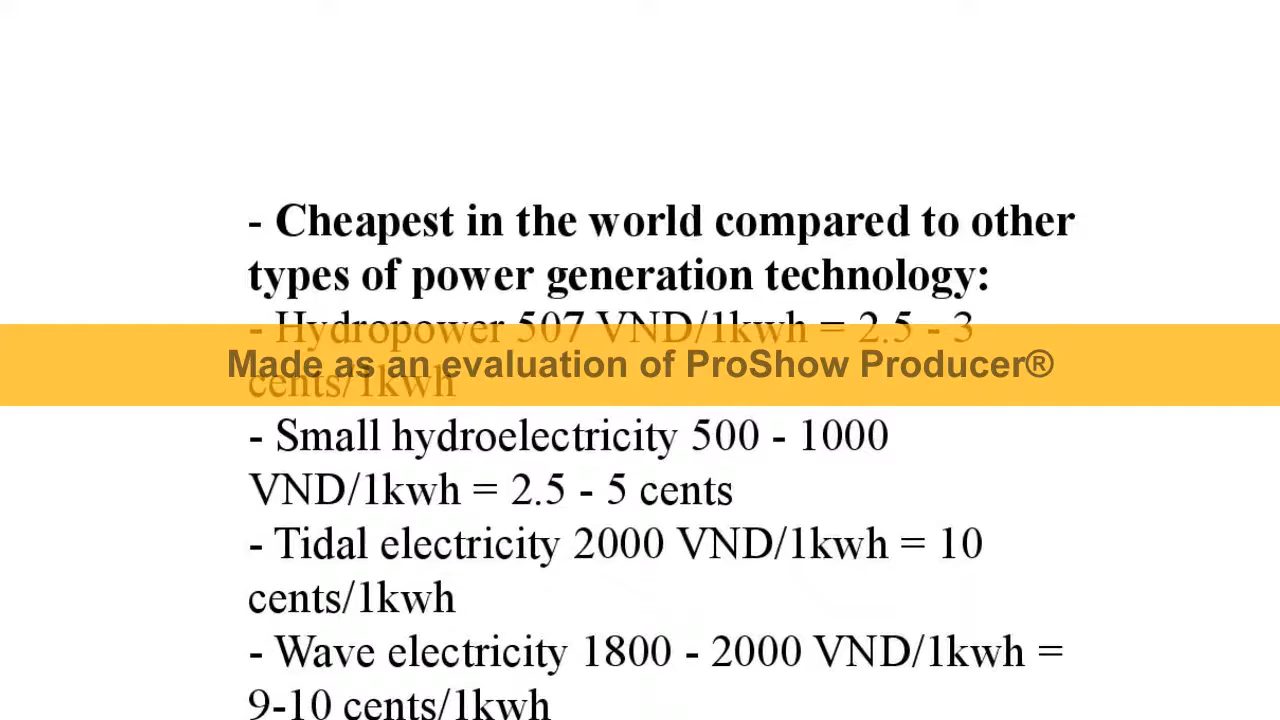 - Cheapest in the world compared to other
types of power generation technology:
- Hydropower 507 VND/1kwh = 2.5 - 3
Made as an evaluation of ProShow Producer®
cents/1kwh
- Small hydroelectricity 500 - 1000
VND/1kwh = 2.5 - 5 cents
- Tidal electricity 2000 VND/1kwh = 10
cents/1kwh
- Wave electricity 1800 - 2000 VND/1kwh =
9-10 cents/1kwh